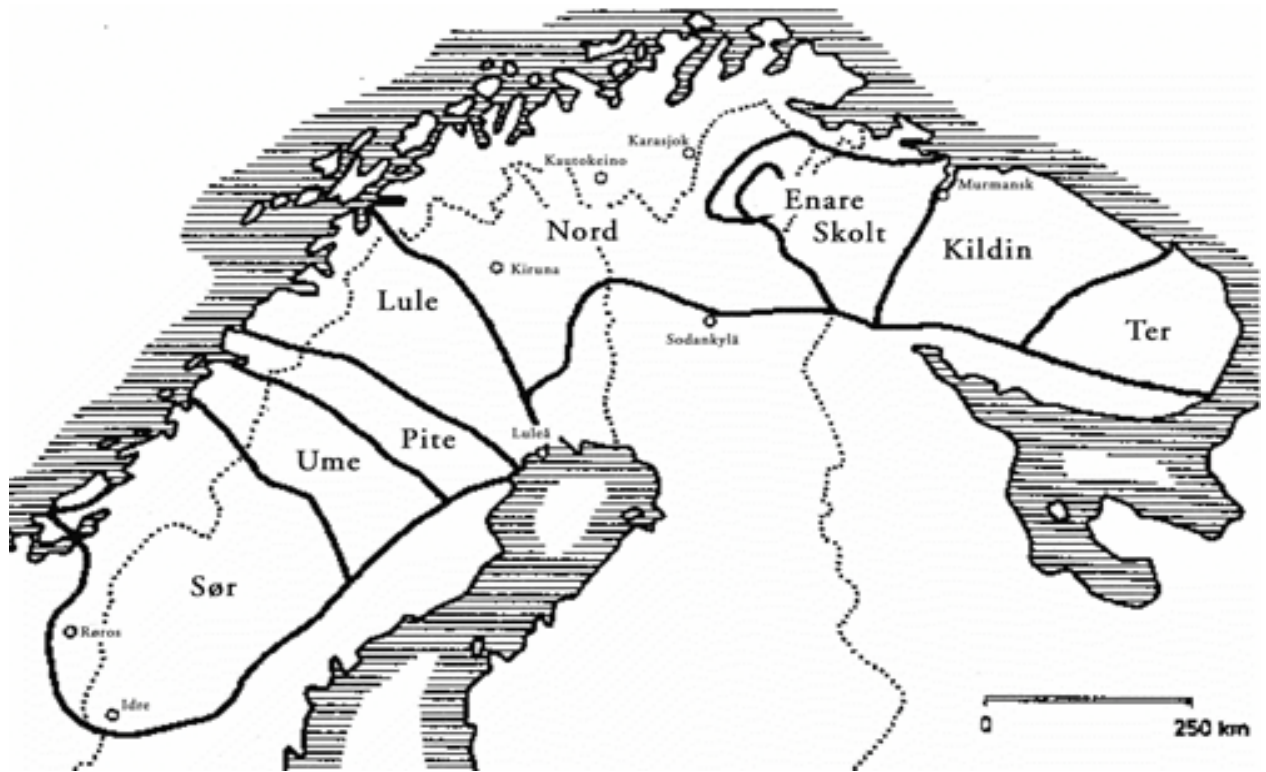 Karasjok
Kautokeino
Murmansk
Enare
Skolt
Nord
Kildin
Kiruna
Lule
Sodankylä
Ter
Luleå
Pite
Ume
Sør
Røros
Idre
0 250 km